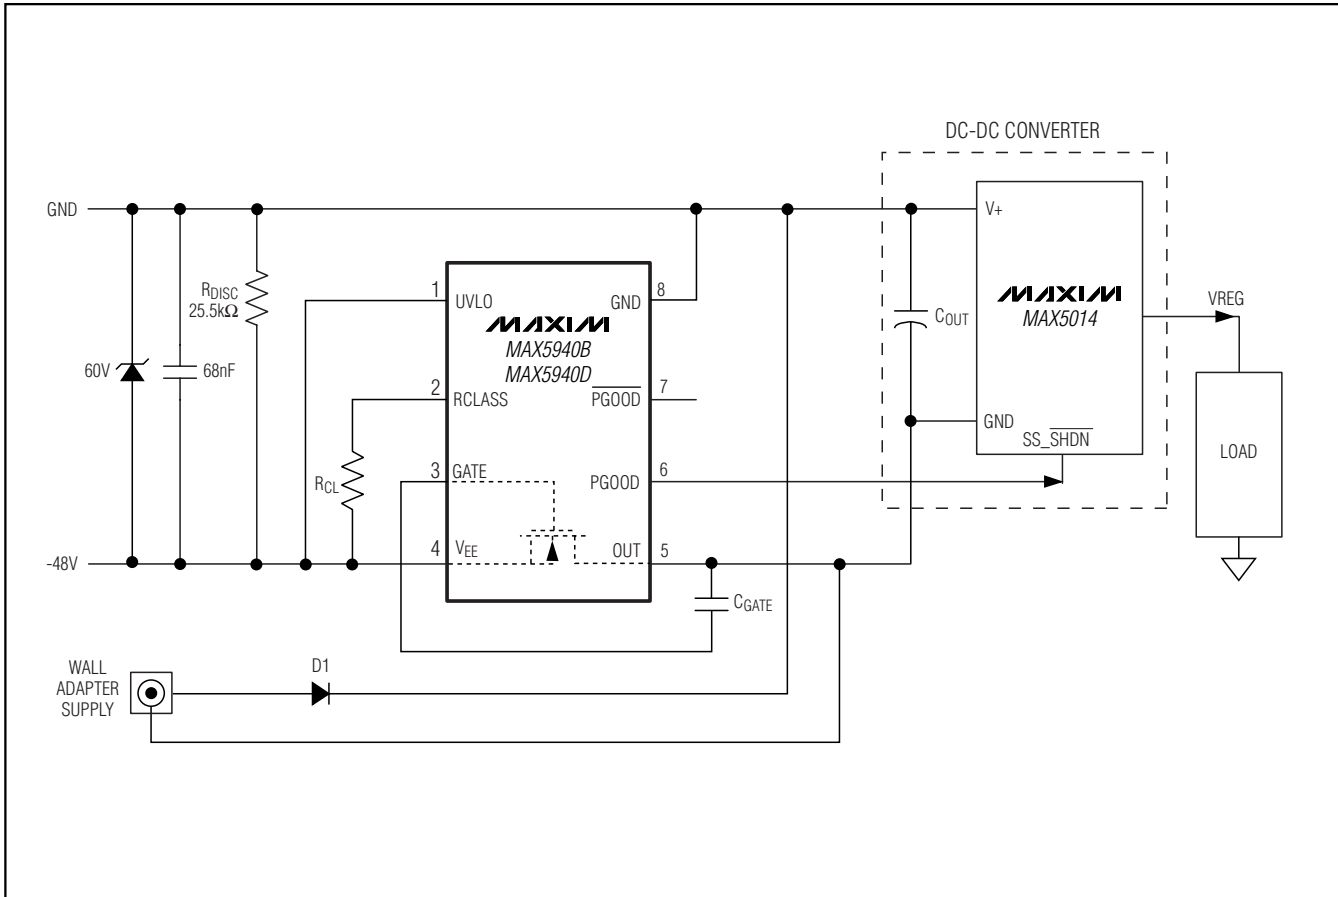 DC-DC CONVERTER
GND
V+
1
8
UVLO
GND
RDISC
25.5kΩ
MAXIM
MAX5940B
MAX5940D
MAXIM
MAX5014
VREG
COUT
60V
68nF
2
7
RCLASS
PGOOD
GND
SS_SHDN
LOAD
RCL
3
6
GATE
PGOOD
-48V
4
5
VEE
OUT
CGATE
WALL
ADAPTER
SUPPLY
D1